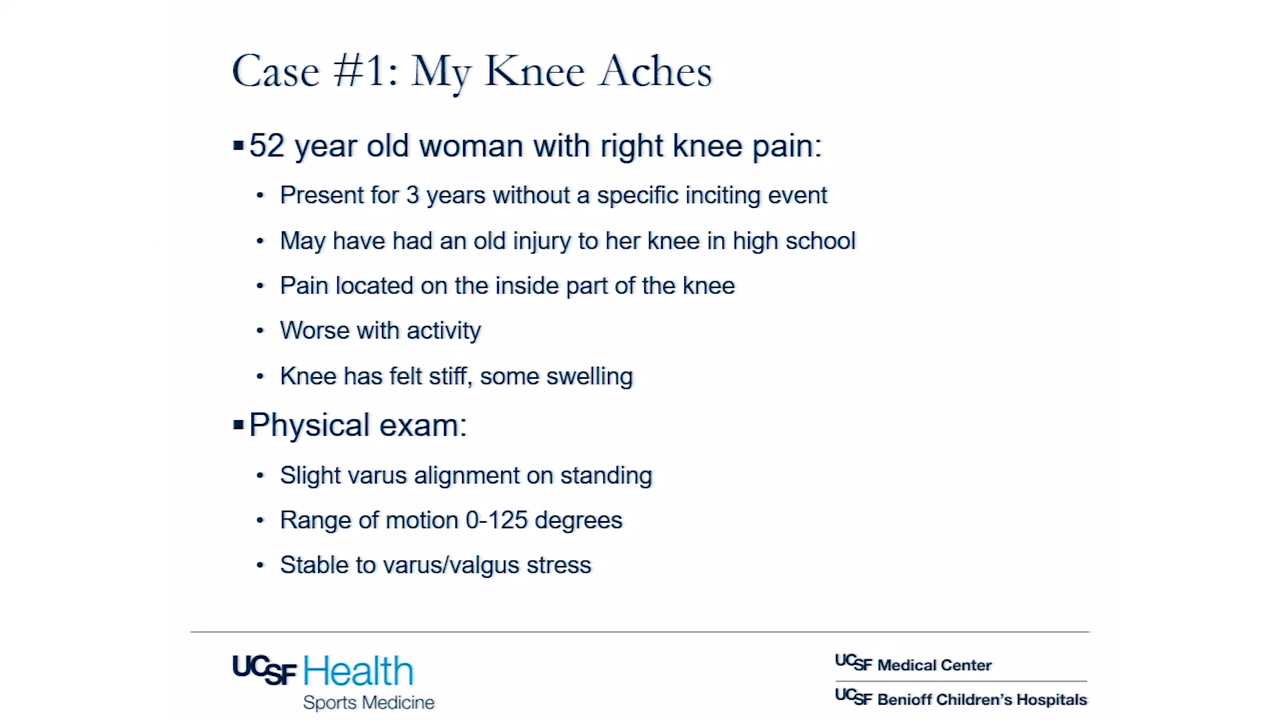 Case #1: My Knee Aches
▪52 year old woman with right knee pain:
• Present for 3 years without a specific inciting event
• May have had an old injury to her knee in high school
• Pain located on the inside part of the knee
• Worse with activity
• Knee has felt stiff, some swelling
▪Physical exam:
• Slight varus alignment on standing
• Range of motion 0-125 degrees
• Stable to varus/valgus stress
UCSF Health
Sports Medicine
UCSF Medical Center
UCSF Benioff Children's Hospitals